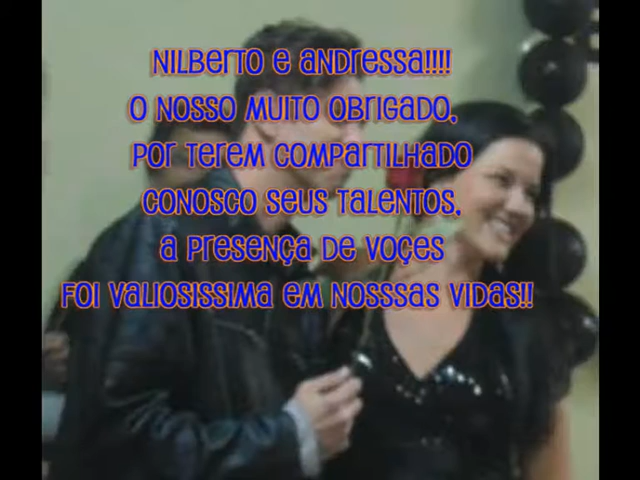 Nilberto e Andressa!!!!
O nosso muito obrigado,
por terem compartilhado
conosco seus talentos,
a presença de voçes
foi valiosissima em nosssas vidas!!